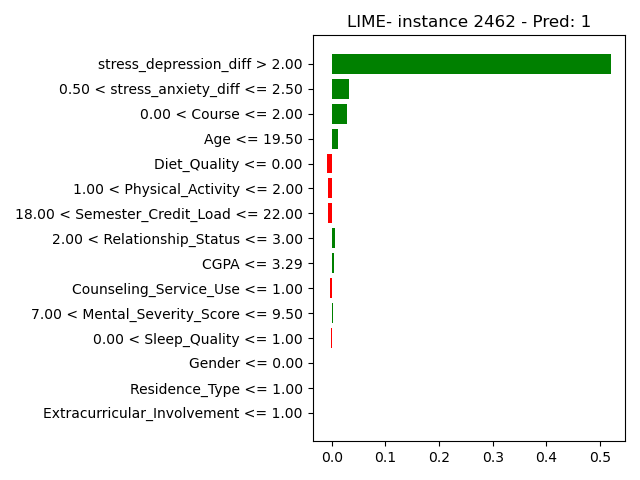 LIME- instance 2462 - Pred: 1
stress_depression_diff > 2.00
0.50 < stress_anxiety_diff <= 2.50
0.00 < Course <= 2.00
Age <= 19.50
Diet_Quality <= 0.00
1.00 < Physical_Activity <= 2.00
18.00 < Semester_Credit_Load <= 22.00
2.00 < Relationship_Status <= 3.00
CGPA <= 3.29
Counseling_Service_Use <= 1.00
7.00 < Mental_Severity_Score <= 9.50
0.00 < Sleep_Quality <= 1.00
Gender <= 0.00
Residence_Type <= 1.00
Extracurricular_Involvement <= 1.00
0.0 0.1 0.2 0.3 0.4 0.5